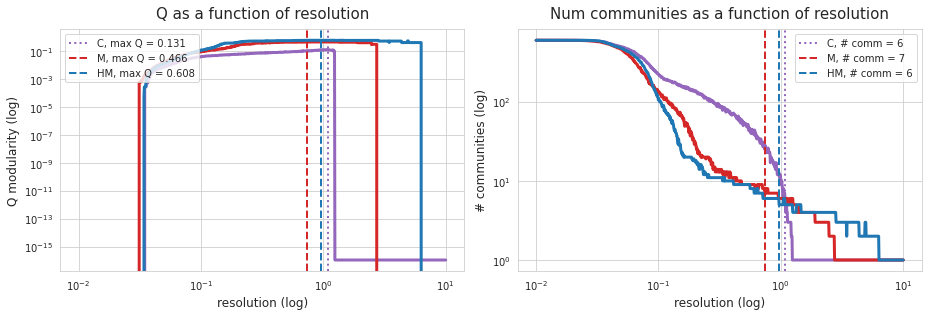 Q as a function of resolution
C, max Q = 0.131
M, max Q = 0.466
HM, max Q = 0.608
Q modularity (log)
10⁻¹
10⁻³
10⁻⁵
10⁻⁷
10⁻⁹
10⁻¹¹
10⁻¹³
10⁻¹⁵
10⁻² 10⁻¹ 10⁰ 10¹
resolution (log)
Num communities as a function of resolution
C, # comm = 6
M, # comm = 7
HM, # comm = 6
# communities (log)
10²
10¹
10⁰
10⁻² 10⁻¹ 10⁰ 10¹
resolution (log)